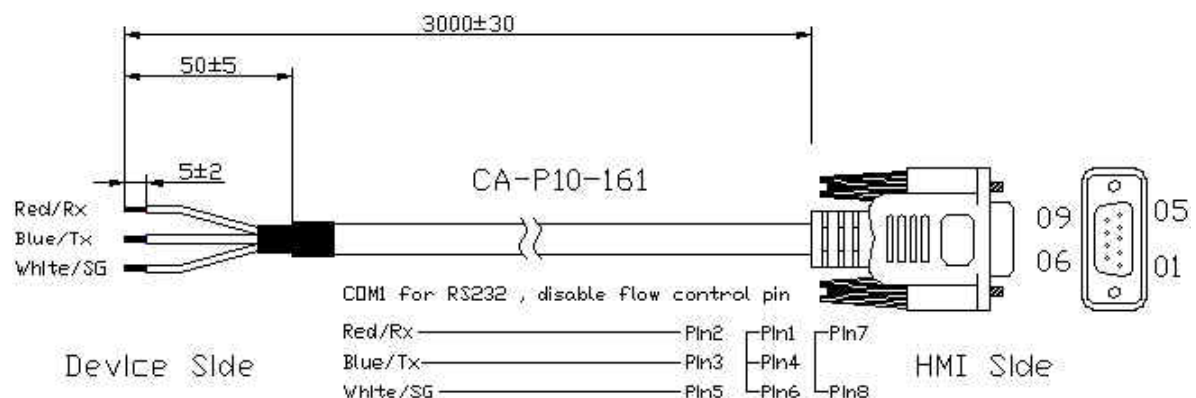 3000±30
50±5
5±2
CA-P10-161
Red/Rx
Blue/Tx
White/SG
09 05
06 01
COM1 for RS232 , disable flow control pin
Red/Rx Pin2 Pin1 Pin7
Blue/Tx Pin3 Pin4
White/SG Pin5 Pin6 Pin8
Device Side HMI Side